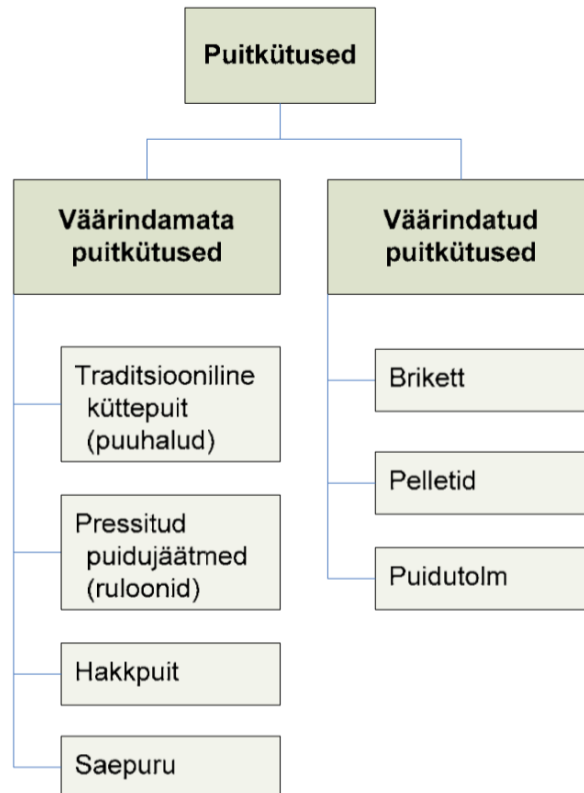 Puitkütused
Väärindamata
puitkütused
Traditsiooniline
küttepuit
(puuhalud)
Pressitud
puidujäätmed
(ruloonid)
Hakkpuit
Saepuru
Väärindatud
puitkütused
Brikett
Pelletid
Puidutolm